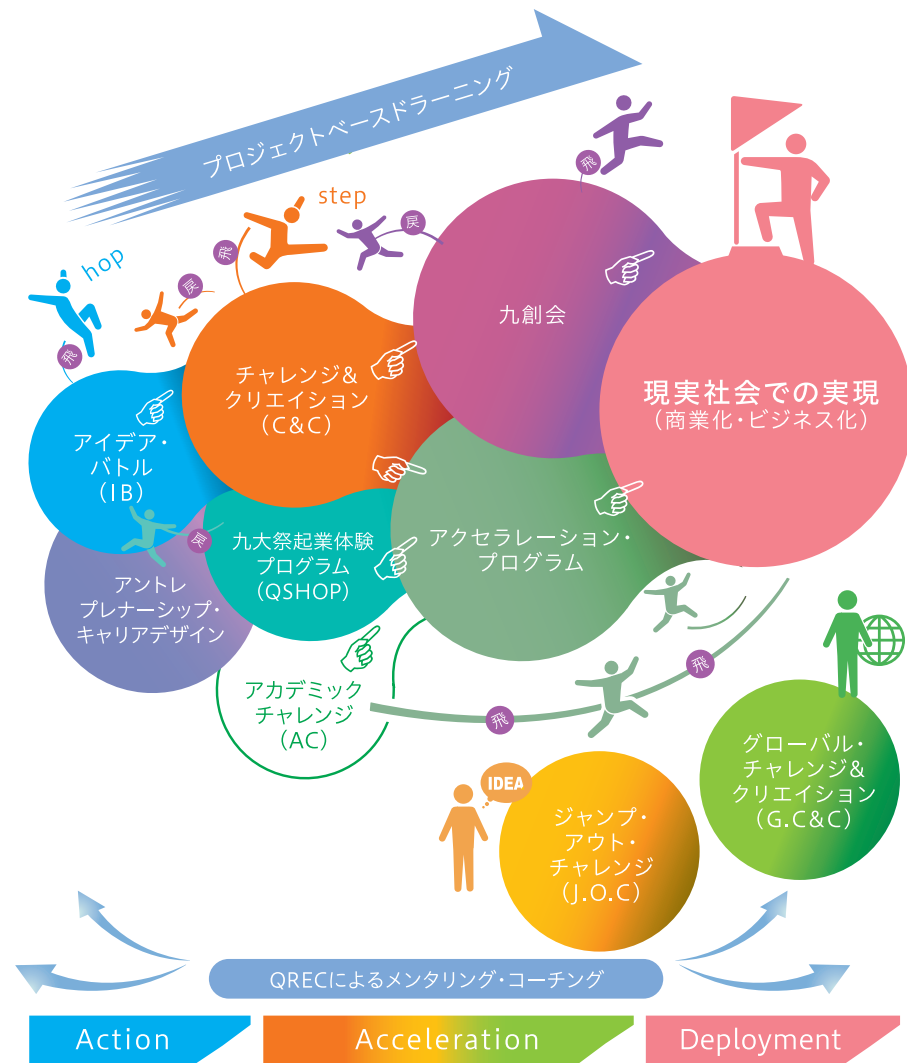 プロジェクトベースドラーニング
hop
step
飛
戻
飛
戻
飛
九創会
チャレンジ&
クリエイション
(C&C)
現実社会での実現
(商業化・ビジネス化)
アイデア・
バトル
(IB)
戻
九大祭起業体験
プログラム
(QSHOP)
アクセラレーション・
プログラム
アントレ
プレナーシップ・
キャリアデザイン
アカデミック
チャレンジ
(AC)
飛
飛
グローバル・
チャレンジ&
クリエイション
(G.C&C)
IDEA
ジャンプ・
アウト・
チャレンジ
(J.O.C)
QRECによるメンタリング・コーチング
Action
Acceleration
Deployment